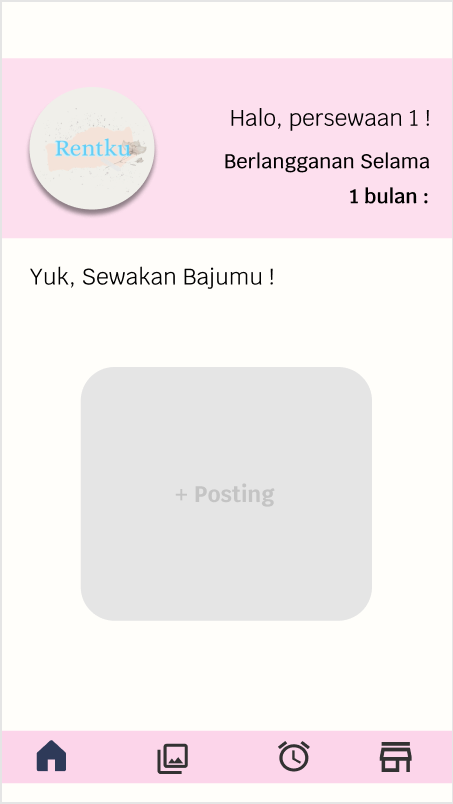 Rentku
Halo, persewaan 1 !
Berlangganan Selama
1 bulan :
Yuk, Sewakan Bajumu !
+ Posting